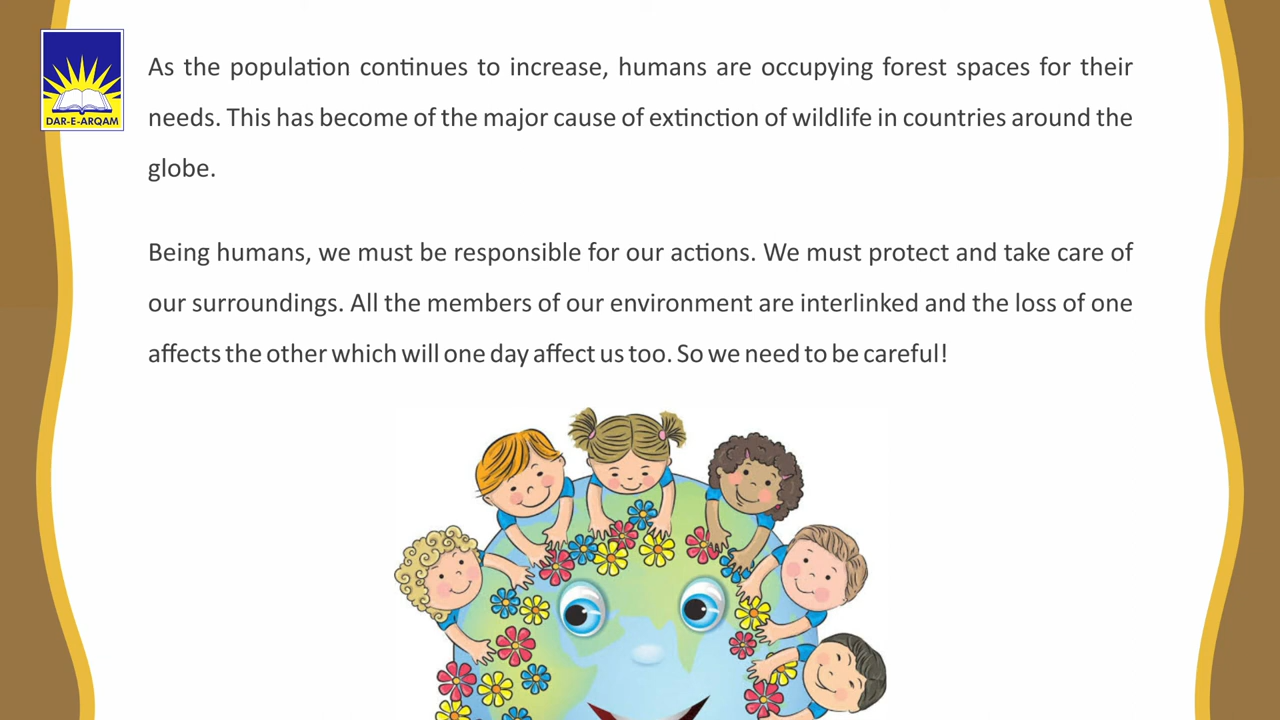 As the population continues to increase, humans are occupying forest spaces for their
needs. This has become of the major cause of extinction of wildlife in countries around the
globe.
Being humans, we must be responsible for our actions. We must protect and take care of
our surroundings. All the members of our environment are interlinked and the loss of one
affects the other which will one day affect us too. So we need to be careful!
DAR-E-ARQAM